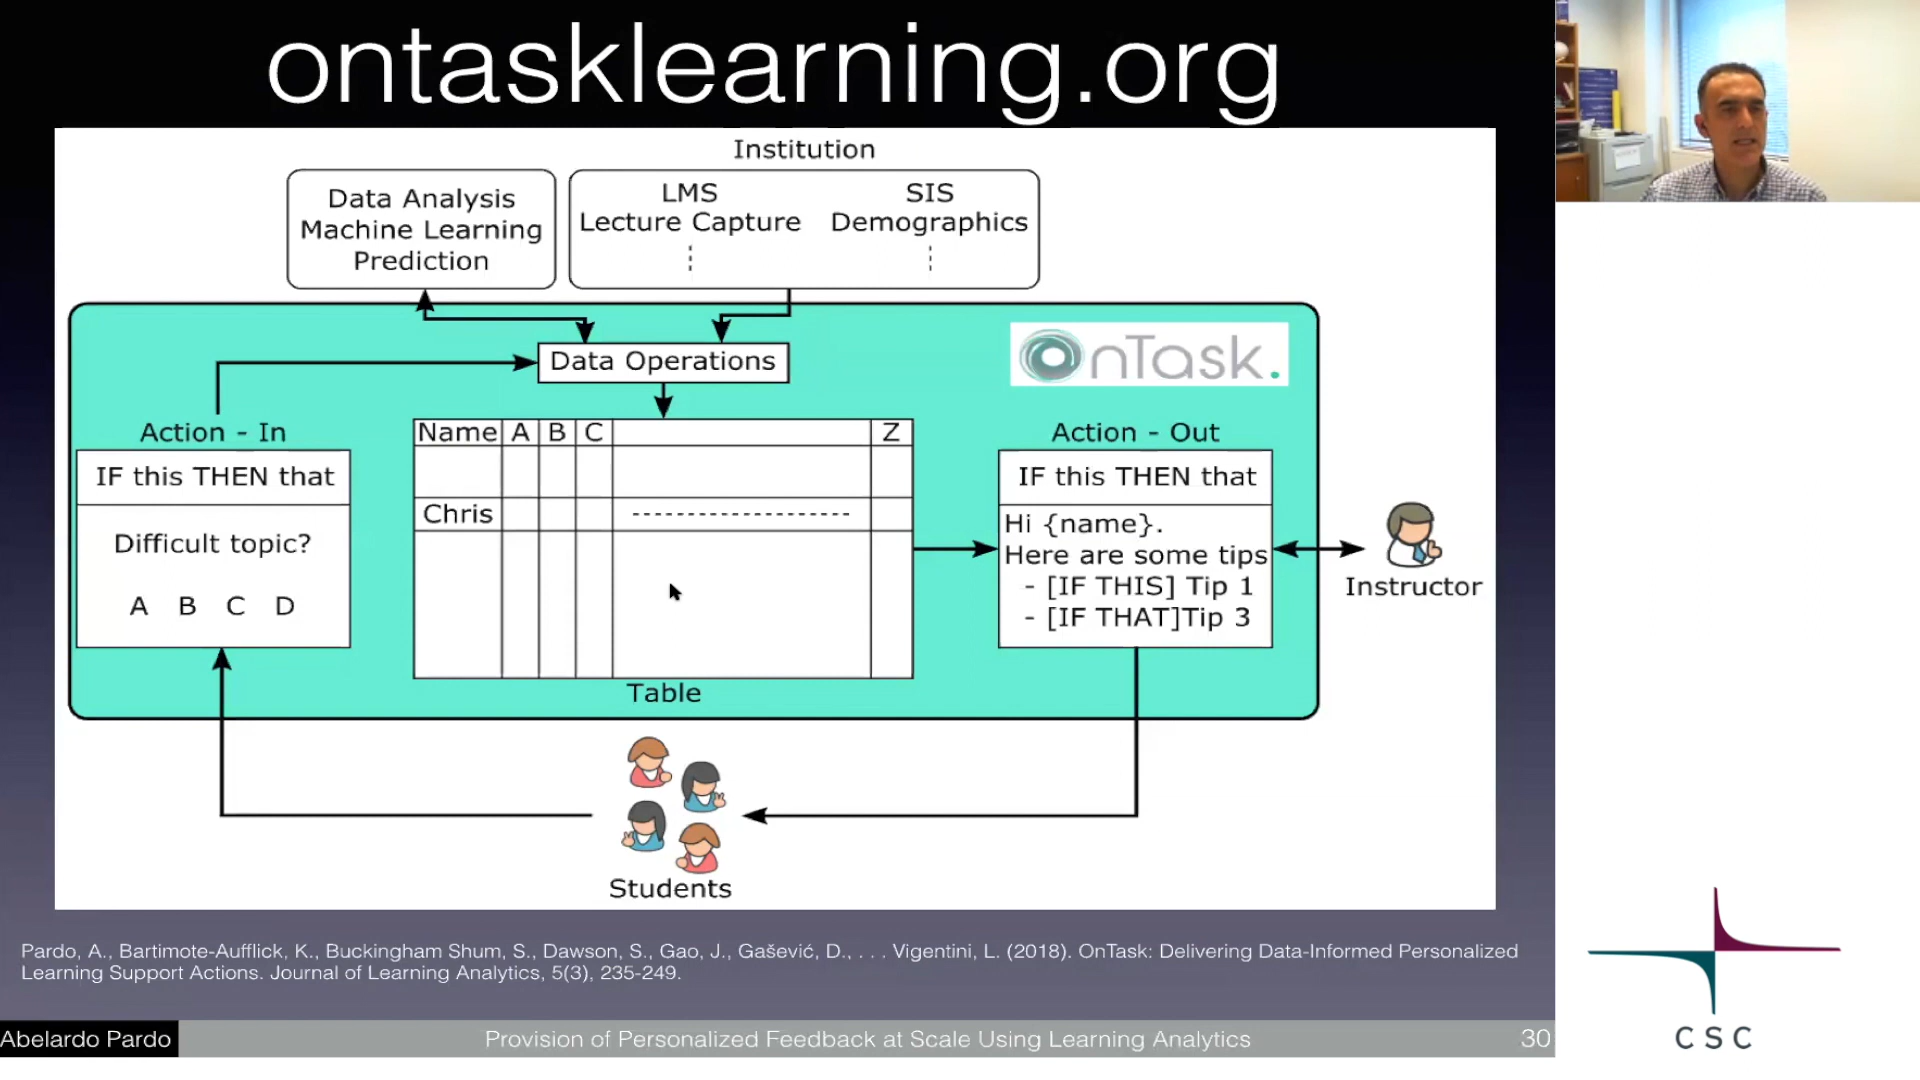 ontasklearning.org
Institution
Data Analysis
Machine Learning
Prediction
LMS
Lecture Capture
SIS
Demographics
Data Operations
OnTask.
Action - In
IF this THEN that
Difficult topic?
A B C D
Name A B C Z
Chris
Table
Action - Out
IF this THEN that
Hi {name}.
Here are some tips
- [IF THIS] Tip 1
- [IF THAT]Tip 3
Instructor
Students
Pardo, A., Bartimote-Aufflick, K., Buckingham Shum, S., Dawson, S., Gao, J., Gašević, D., . . . Vigentini, L. (2018). OnTask: Delivering Data-Informed Personalized
Learning Support Actions. Journal of Learning Analytics, 5(3), 235-249.
Abelardo Pardo
Provision of Personalized Feedback at Scale Using Learning Analytics
30
CSC